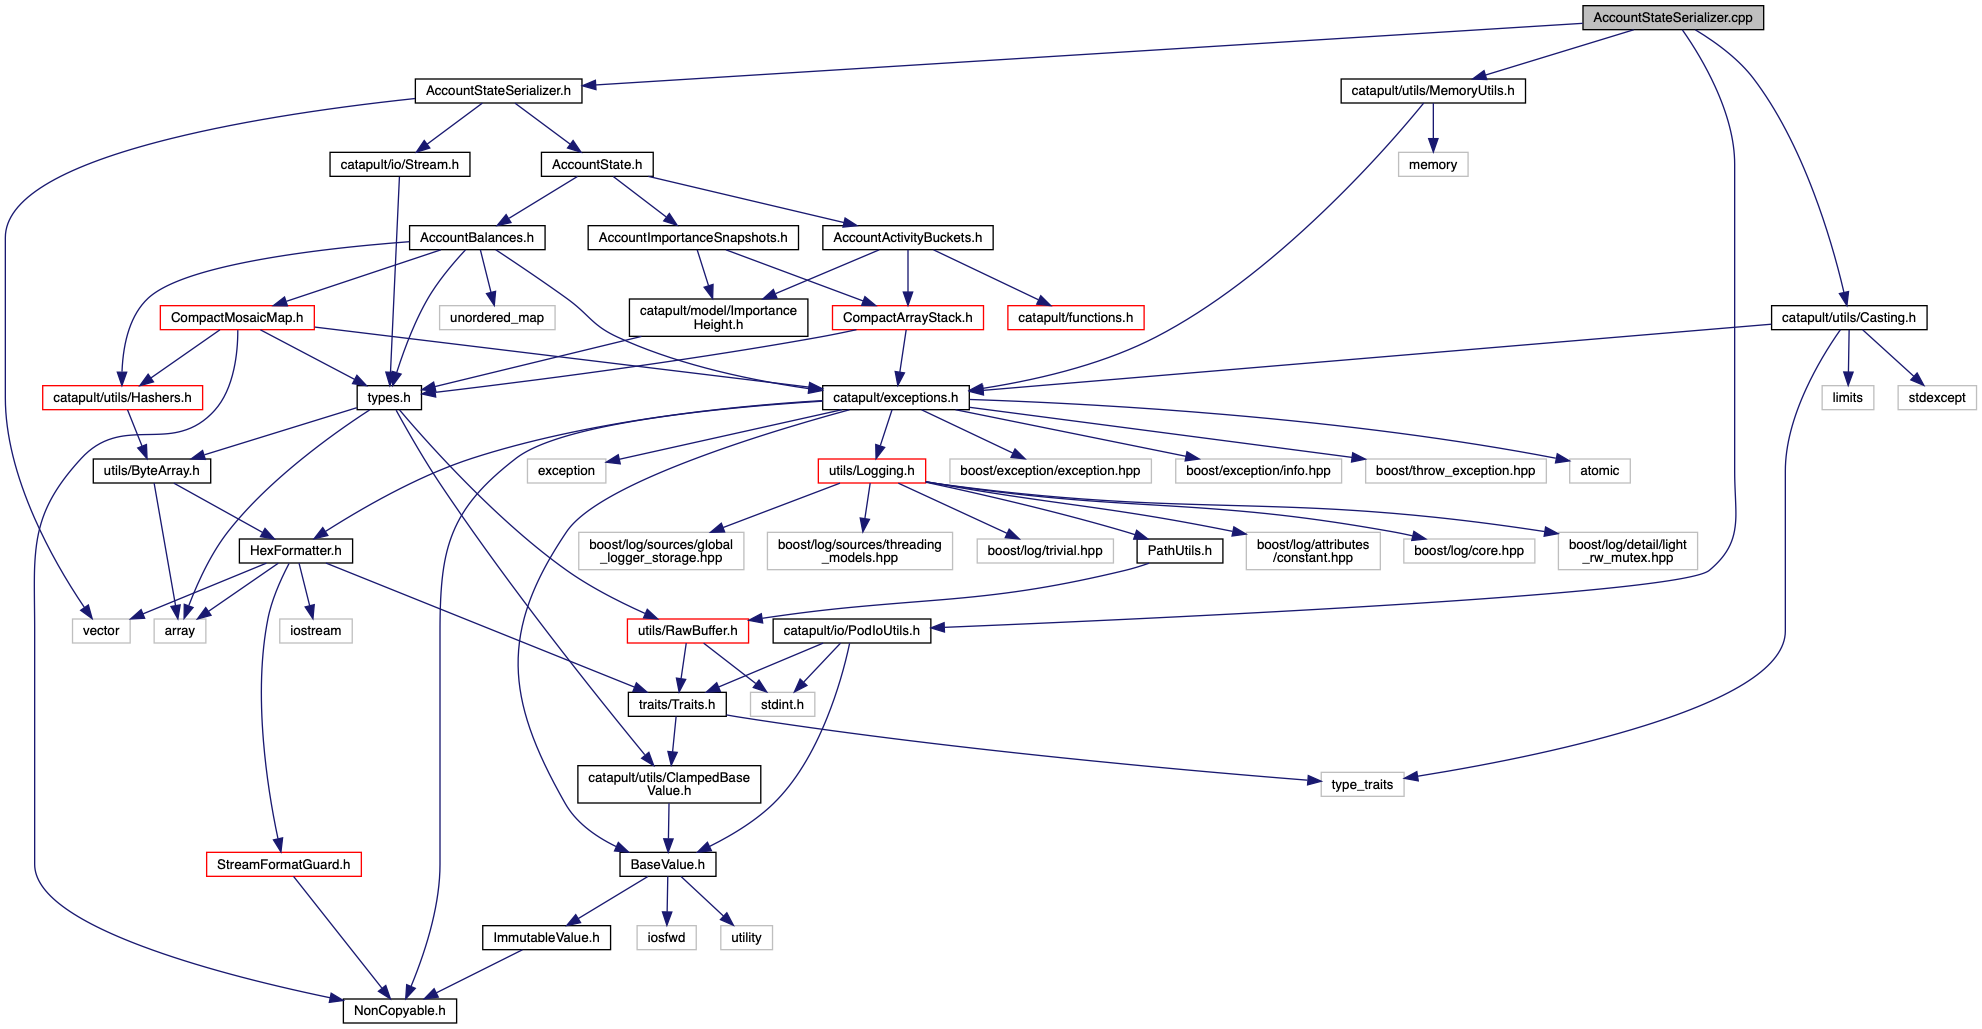 AccountStateSerializer.cpp
AccountStateSerializer.h
catapult/utils/MemoryUtils.h
catapult/io/Stream.h
AccountState.h
memory
AccountBalances.h
AccountImportanceSnapshots.h
AccountActivityBuckets.h
CompactMosaicMap.h
unordered_map
catapult/model/Importance
Height.h
CompactArrayStack.h
catapult/functions.h
catapult/utils/Casting.h
catapult/utils/Hashers.h
types.h
catapult/exceptions.h
limits
stdexcept
utils/ByteArray.h
exception
utils/Logging.h
boost/exception/exception.hpp
boost/exception/info.hpp
boost/throw_exception.hpp
atomic
HexFormatter.h
boost/log/sources/global
_logger_storage.hpp
boost/log/sources/threading
_models.hpp
boost/log/trivial.hpp
PathUtils.h
boost/log/attributes
/constant.hpp
boost/log/core.hpp
boost/log/detail/light
_rw_mutex.hpp
vector
array
iostream
utils/RawBuffer.h
catapult/io/PodIoUtils.h
traits/Traits.h
stdint.h
catapult/utils/ClampedBase
Value.h
type_traits
StreamFormatGuard.h
BaseValue.h
ImmutableValue.h
iosfwd
utility
NonCopyable.h